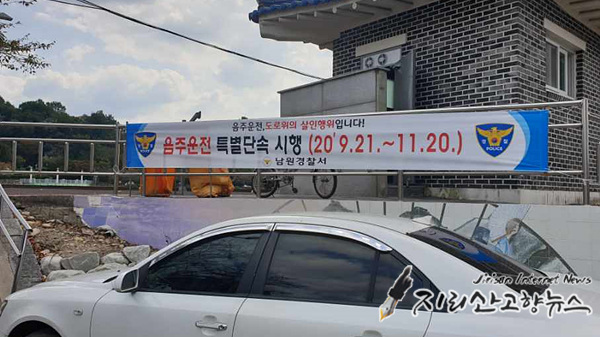 음주운전, 도로위의 살인행위입니다!
음주운전 특별단속 시행 (20' 9.21.~11.20.)
남원경찰서
경찰
POLICE
Jirisan Internet News
지리산고향뉴스